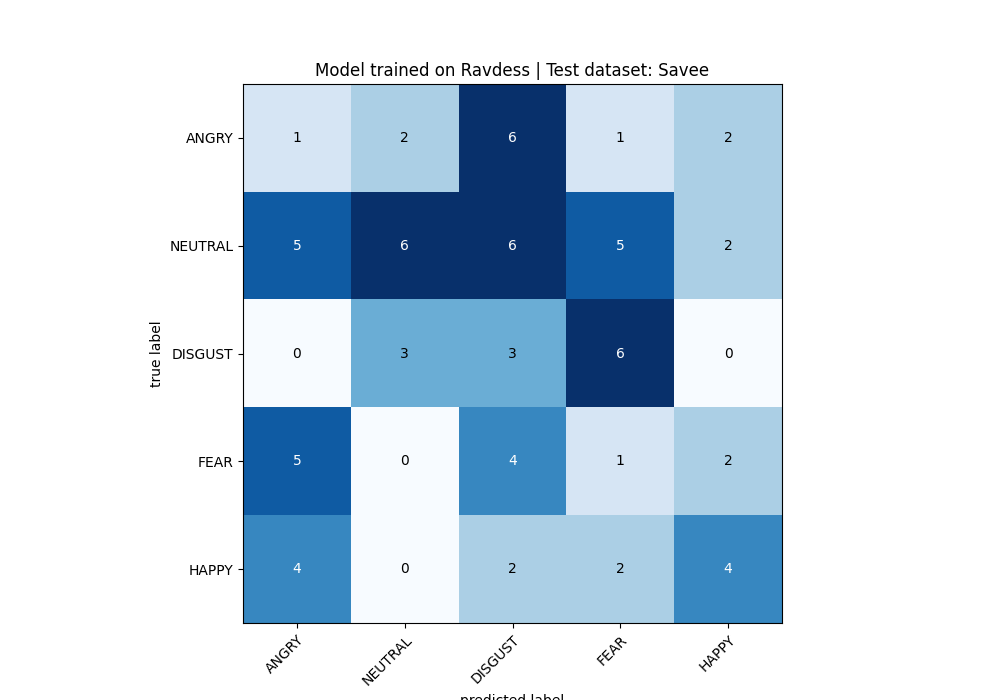 Model trained on Ravdess | Test dataset: Savee
ANGRY 1 2 6 1 2
NEUTRAL 5 6 6 5 2
true label
DISGUST 0 3 3 6 0
FEAR 5 0 4 1 2
HAPPY 4 0 2 2 4
ANGRY NEUTRAL DISGUST FEAR HAPPY
predicted label